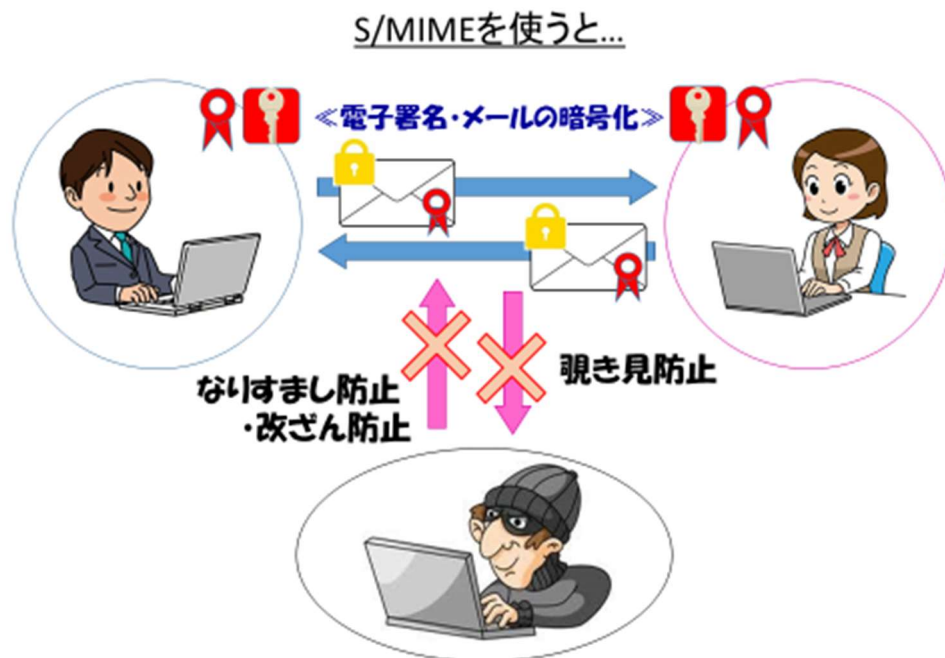 S/MIMEを使うと...
≪電子署名・メールの暗号化≫
なりすまし防止
・改ざん防止
覗き見防止